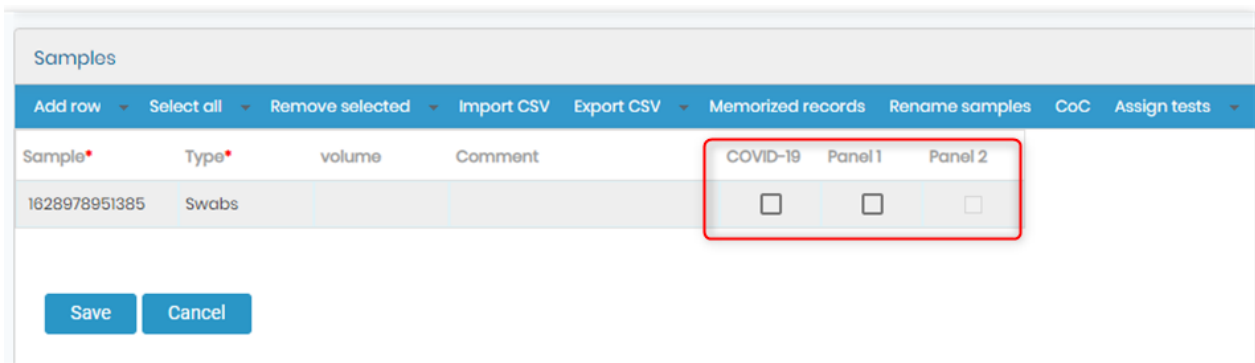 Samples
Add row Select all Remove selected Import CSV Export CSV Memorized records Rename samples CoC Assign tests
Sample* Type* volume Comment COVID-19 Panel 1 Panel 2
1628978951385 Swabs
Save Cancel